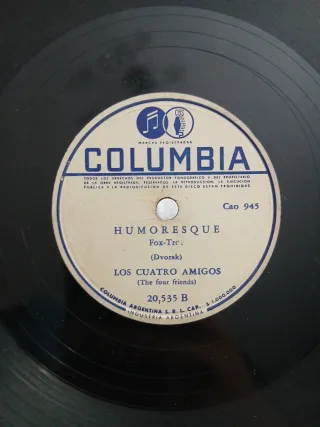 MARCAS REGISTRADAS
COLUMBIA
TODOS LOS DERECHOS DEL PRODUCTOR FONOGRAFICO Y DEL PROPIETARIO
DE LA OBRA REGISTRADA, RESERVADOS. LA REPRODUCCION, LA EJECUCION
PUBLICA Y LA RADIODIFUSION DE ESTE DISCO ESTAN PROHIBIDAS
Cao 945
HUMORESQUE
Fox-Tro
(Dvorak)
LOS CUATRO AMIGOS
(The four friends)
20,535 B
COLUMBIA ARGENTINA S. R. L. CAP. $ 1.000.000
INDUSTRIA ARGENTINA